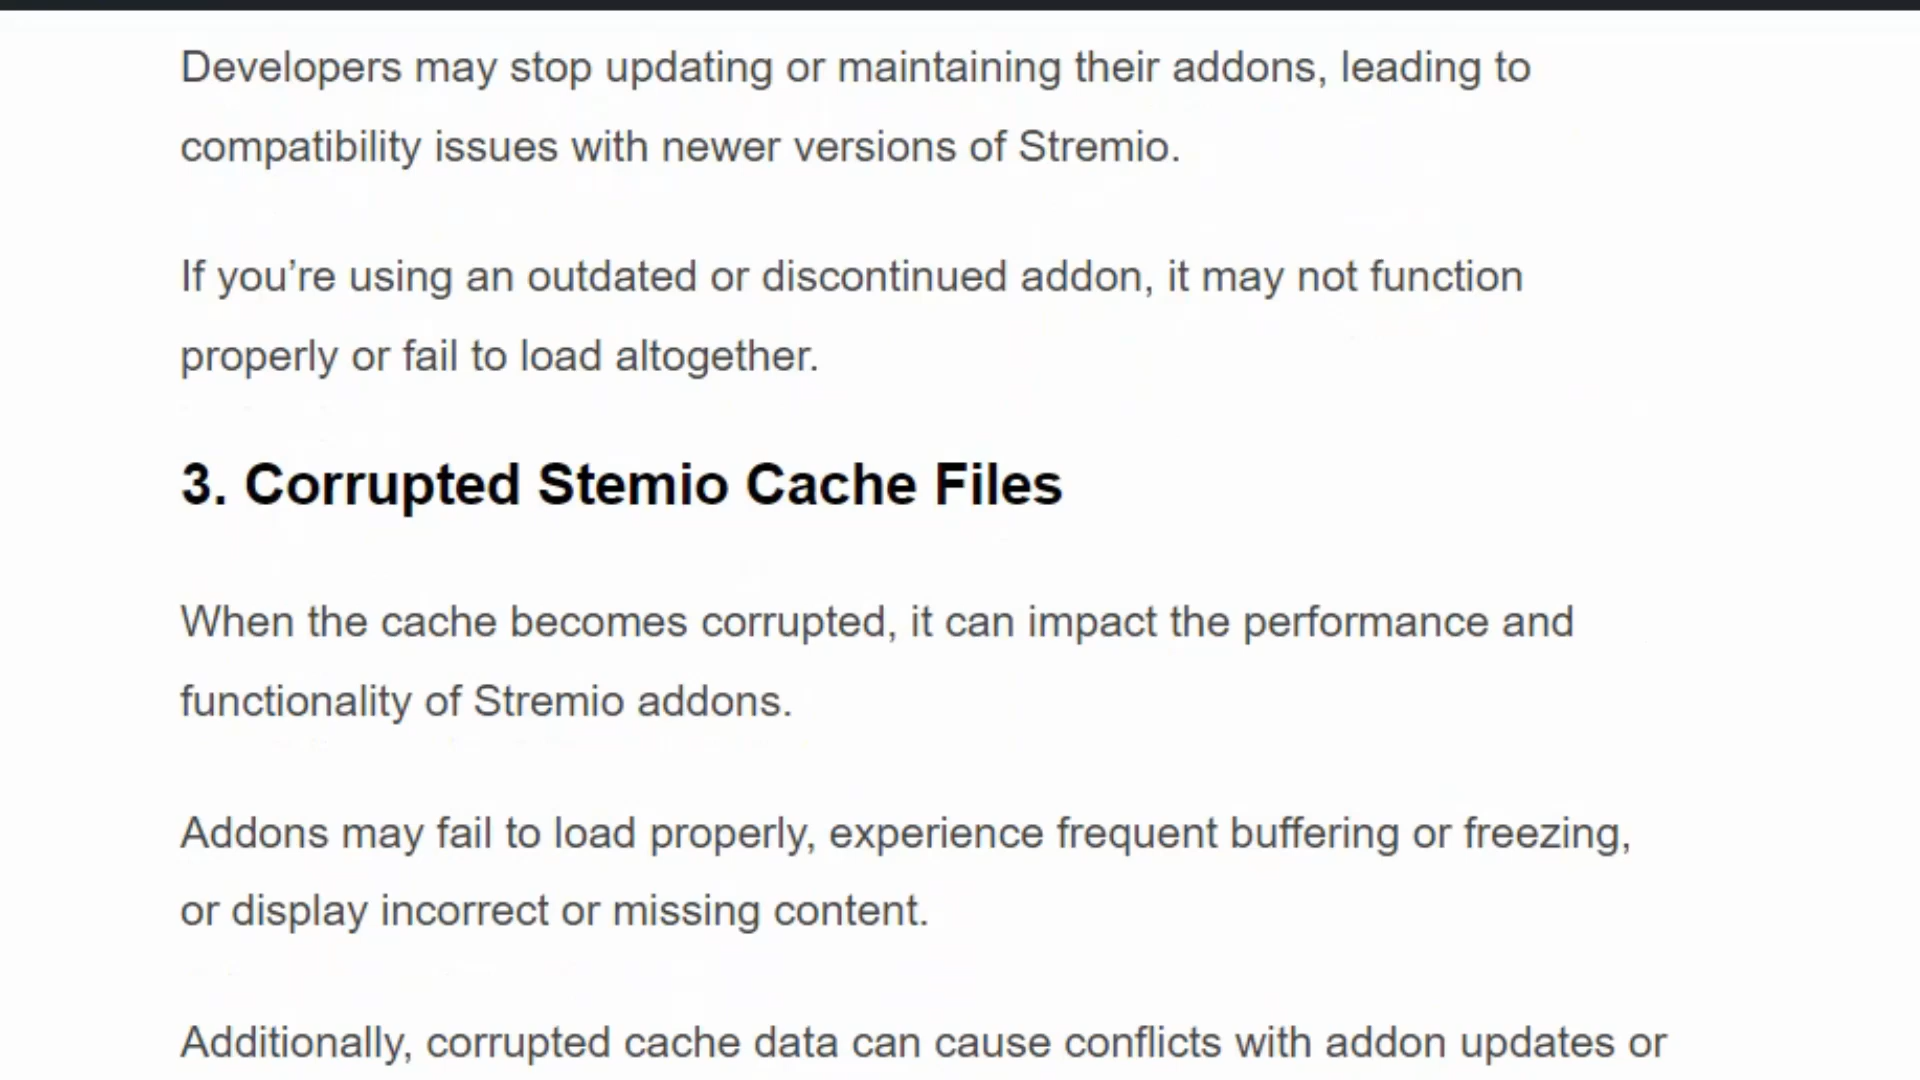 Developers may stop updating or maintaining their addons, leading to
compatibility issues with newer versions of Stremio.
If you’re using an outdated or discontinued addon, it may not function
properly or fail to load altogether.
3. Corrupted Stemio Cache Files
When the cache becomes corrupted, it can impact the performance and
functionality of Stremio addons.
Addons may fail to load properly, experience frequent buffering or freezing,
or display incorrect or missing content.
Additionally, corrupted cache data can cause conflicts with addon updates or